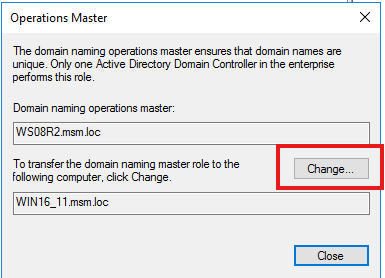 Operations Master
The domain naming operations master ensures that domain names are
unique. Only one Active Directory Domain Controller in the enterprise
performs this role.
Domain naming operations master:
WS08R2.msm.loc
To transfer the domain naming master role to the
following computer, click Change.
Change...
WIN16_11.msm.loc
Close